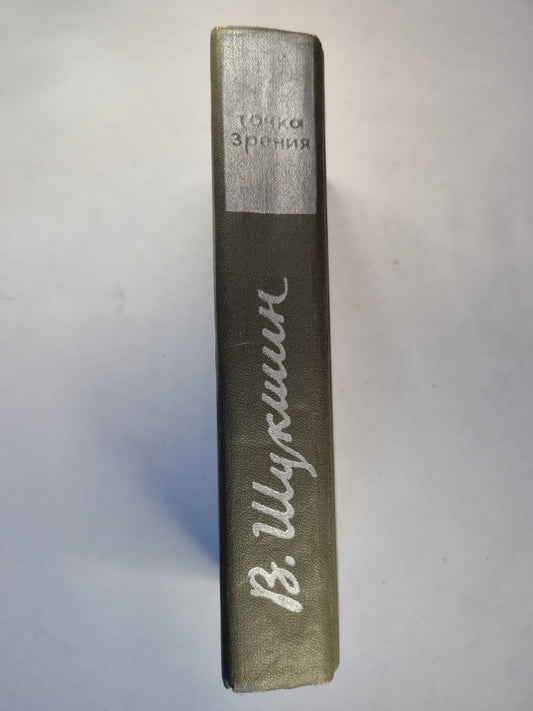 точка
зрения
В. Шукшин